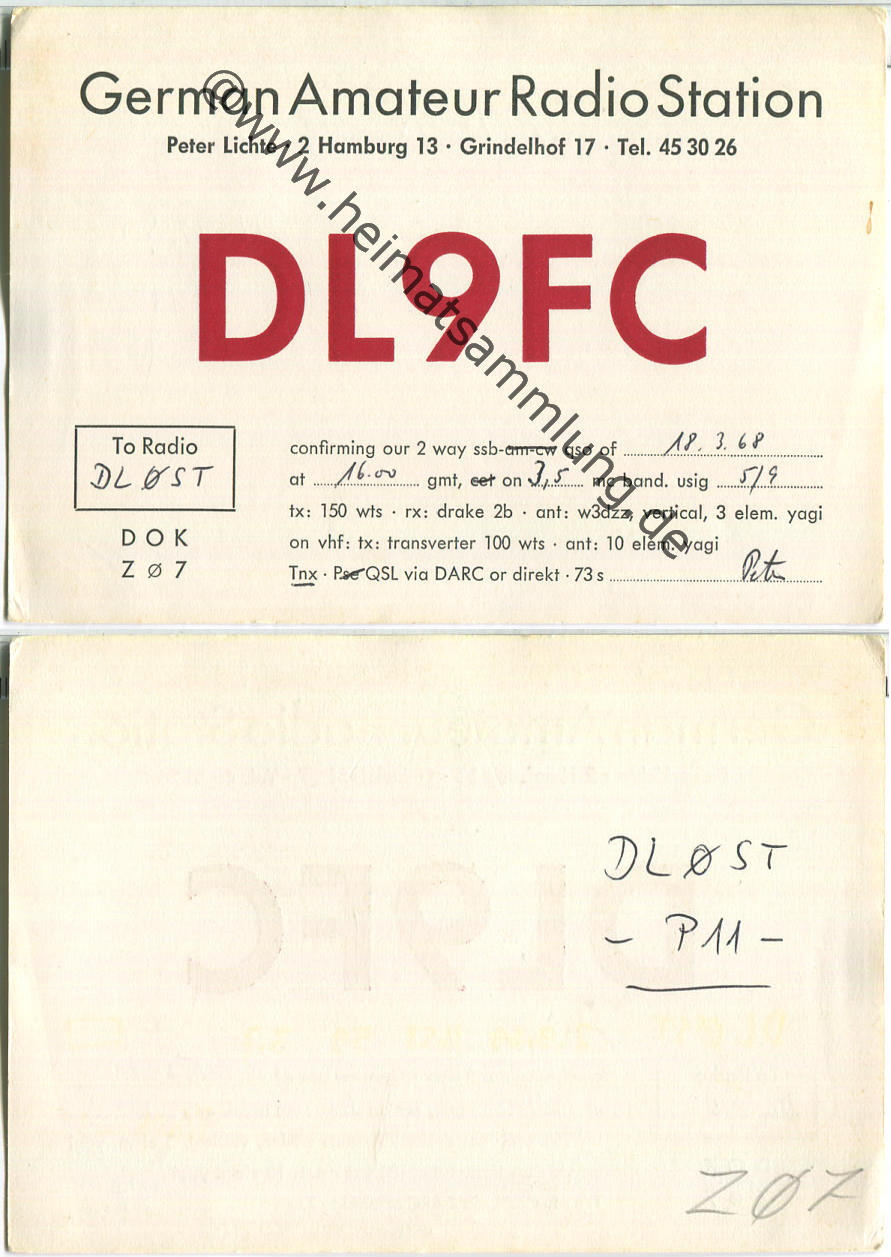 German Amateur Radio Station
Peter Lichte · 2 Hamburg 13 · Grindelhof 17 · Tel. 45 30 26
DL9FC
To Radio
DLØST
DOK
ZØ7
confirming our 2 way ssb-am-cw qso of 18. 3. 68
at 16.00 gmt, cet on 3,5 mc band. usig 5/9
tx: 150 wts · rx: drake 2b · ant: w3dzz, vertical, 3 elem. yagi
on vhf: tx: transverter 100 wts · ant: 10 elem. yagi
Tnx · Pse QSL via DARC or direkt · 73 s Peter
©www.heimatsammlung.de
DLØST
- P11 -
ZØ7